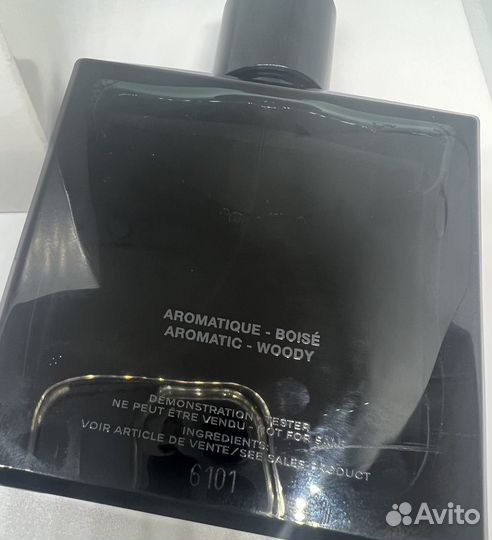 AROMATIQUE - BOISÉ
AROMATIC - WOODY
DÉMONSTRATION - TESTER
NE PEUT ÊTRE VENDU - NOT FOR SALE
INGREDIENTS:
VOIR ARTICLE DE VENTE/SEE SALES PRODUCT
6101
Avito